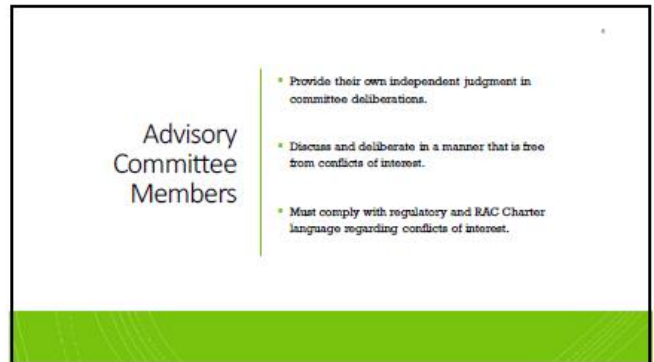 Advisory
Committee
Members
▪ Provide their own independent judgment in
committee deliberations.
▪ Discuss and deliberate in a manner that is free
from conflicts of interest.
▪ Must comply with regulatory and RAC Charter
language regarding conflicts of interest.